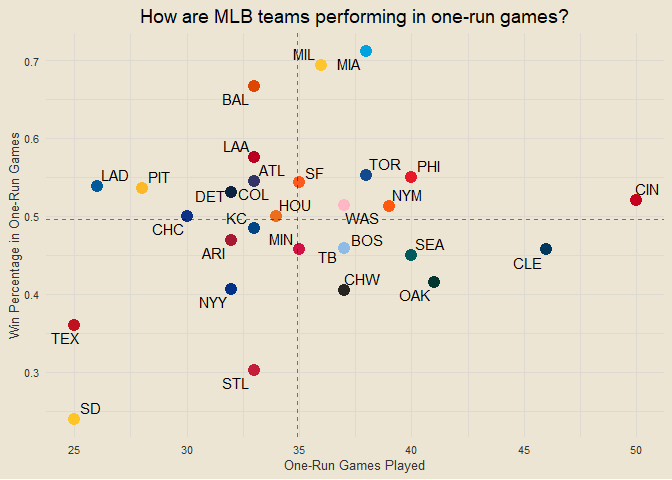 How are MLB teams performing in one-run games?
Win Percentage in One-Run Games
0.7
0.6
0.5
0.4
0.3
MIL
MIA
BAL
LAA
LAD
PIT
ATL
SF
TOR
PHI
DET
COL
HOU
NYM
CIN
CHC
KC
WAS
ARI
MIN
TB
BOS
SEA
CLE
NYY
CHW
OAK
TEX
STL
SD
25
30
35
40
45
50
One-Run Games Played